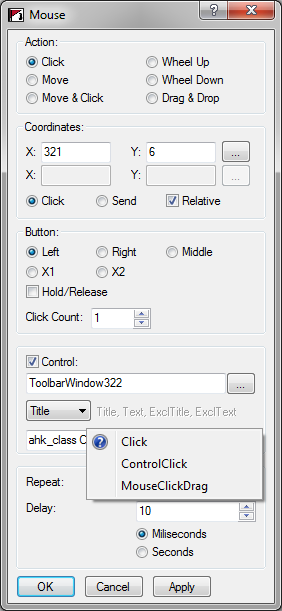 Mouse
Action:
Click Wheel Up
Move Wheel Down
Move & Click Drag & Drop
Coordinates:
X: 321 Y: 6 ...
X: Y: ...
Click Send Relative
Button:
Left Right Middle
X1 X2
Hold/Release
Click Count: 1
Control:
ToolbarWindow322 ...
Title Title, Text, ExclTitle, ExclText
ahk_class
Click
ControlClick
MouseClickDrag
Repeat:
Delay: 10
Miliseconds
Seconds
OK Cancel Apply